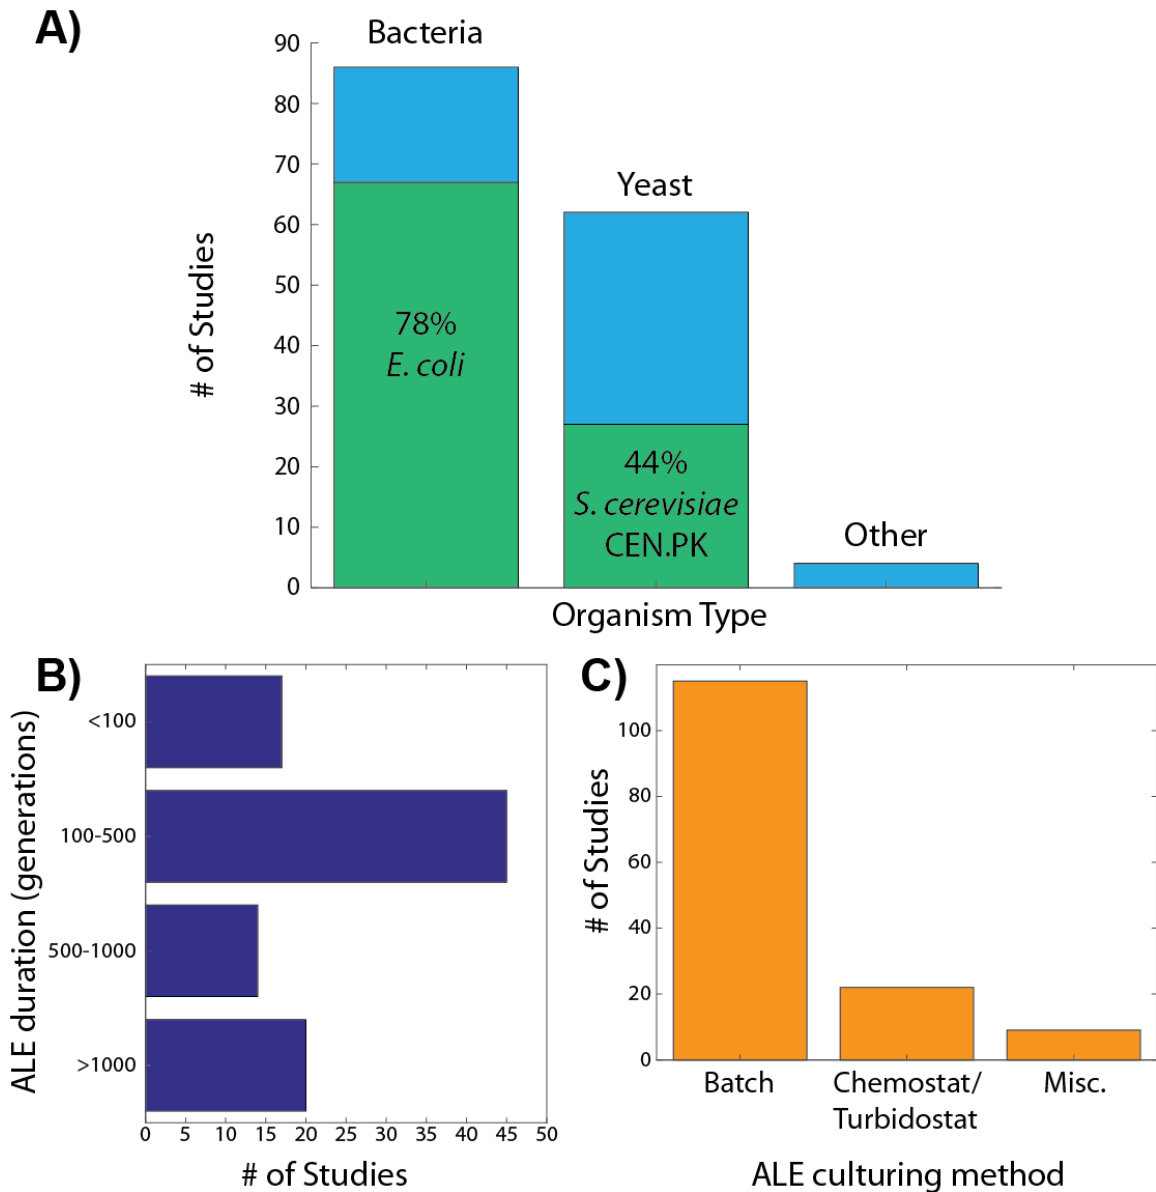 A)
Bacteria
90
80
70
60
50
40
30
20
10
0
# of Studies
78%
E. coli
Yeast
44%
S. cerevisiae
CEN.PK
Other
Organism Type
B)
ALE duration (generations)
<100
100-500
500-1000
>1000
0 5 10 15 20 25 30 35 40 45 50
# of Studies
C)
# of Studies
100
80
60
40
20
0
Batch
Chemostat/
Turbidostat
Misc.
ALE culturing method